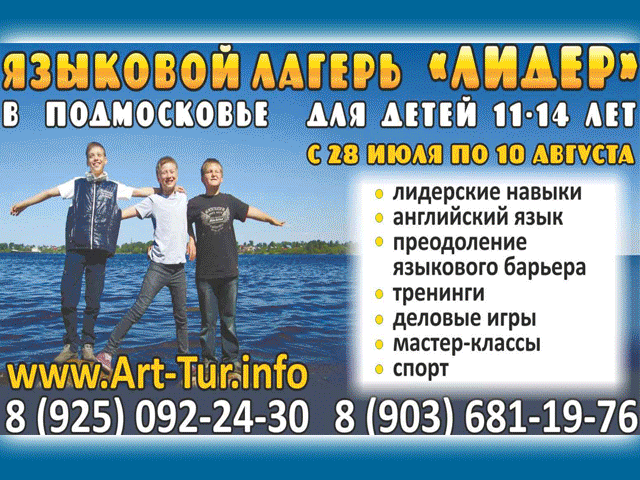 ЯЗЫКОВОЙ ЛАГЕРЬ «ЛИДЕР»
В ПОДМОСКОВЬЕ ДЛЯ ДЕТЕЙ 11-14 ЛЕТ
С 28 ИЮЛЯ ПО 10 АВГУСТА
лидерские навыки
английский язык
преодоление
языкового барьера
тренинги
деловые игры
мастер-классы
спорт
www.Art-Tur.info
8 (925) 092-24-30 8 (903) 681-19-76